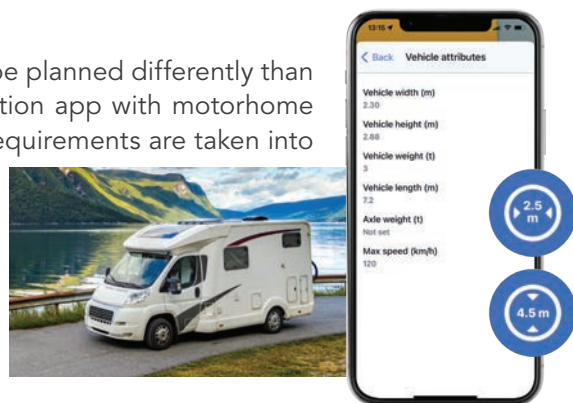 be planned differently than
tion app with motorhome
equirements are taken into
13:15
Back Vehicle attributes
Vehicle width (m)
2.30
Vehicle height (m)
2.88
Vehicle weight (t)
3
Vehicle length (m)
7.2
Axle weight (t)
Not set
Max speed (km/h)
120
2.5
m
4.5 m